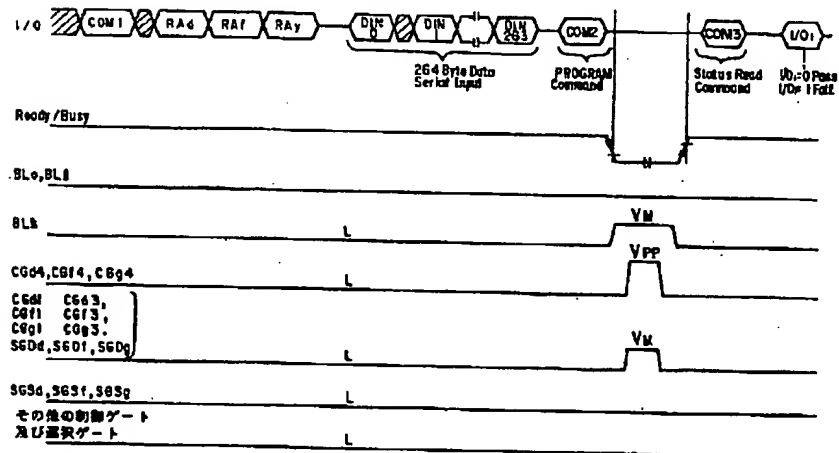 I/O COM1 RAd RAf RAy DIN 0 DIN 1 DIN 263 COM2 COM3 I/O1
264 Byte Data Serial Input
PROGRAM Command
Status Read Command
I/O1=0 Pass
I/O1=1 Fail
Ready/Busy
BLo,BLl
BLk L VM
CGd4,CGf4,CGg4 L VPP
CGd1 CGd3,
CGf1 CGf3,
CGg1 CGg3.
SGDd,SGDf,SGDg L VM
SGSd,SGSf,SGSg L
その他の制御ゲート
及び選択ゲート L